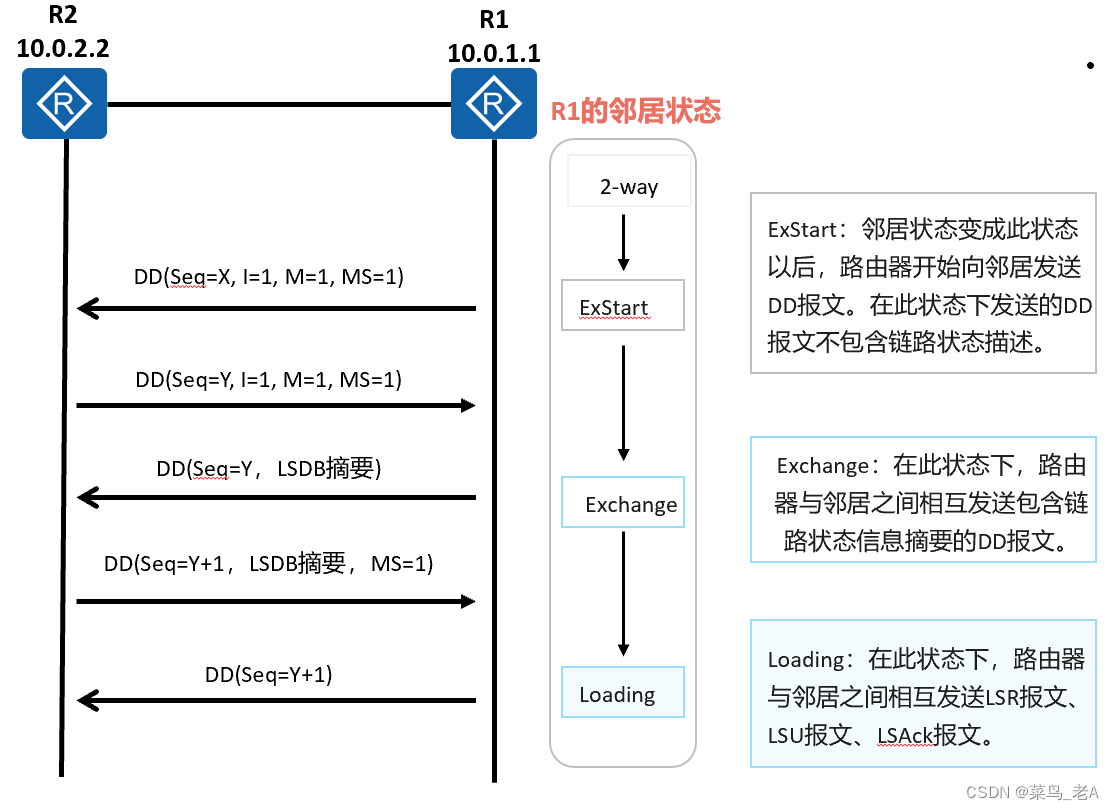 R2
10.0.2.2
R1
10.0.1.1
R
R
R1的邻居状态
2-way
DD(Seq=X, I=1, M=1, MS=1)
ExStart
DD(Seq=Y, I=1, M=1, MS=1)
DD(Seq=Y，LSDB摘要)
Exchange
DD(Seq=Y+1，LSDB摘要，MS=1)
DD(Seq=Y+1)
Loading
ExStart：邻居状态变成此状态
以后，路由器开始向邻居发送
DD报文。在此状态下发送的DD
报文不包含链路状态描述。
Exchange：在此状态下，路由
器与邻居之间相互发送包含链
路状态信息摘要的DD报文。
Loading：在此状态下，路由器
与邻居之间相互发送LSR报文、
LSU报文、LSAck报文。
CSDN @菜鸟_老A